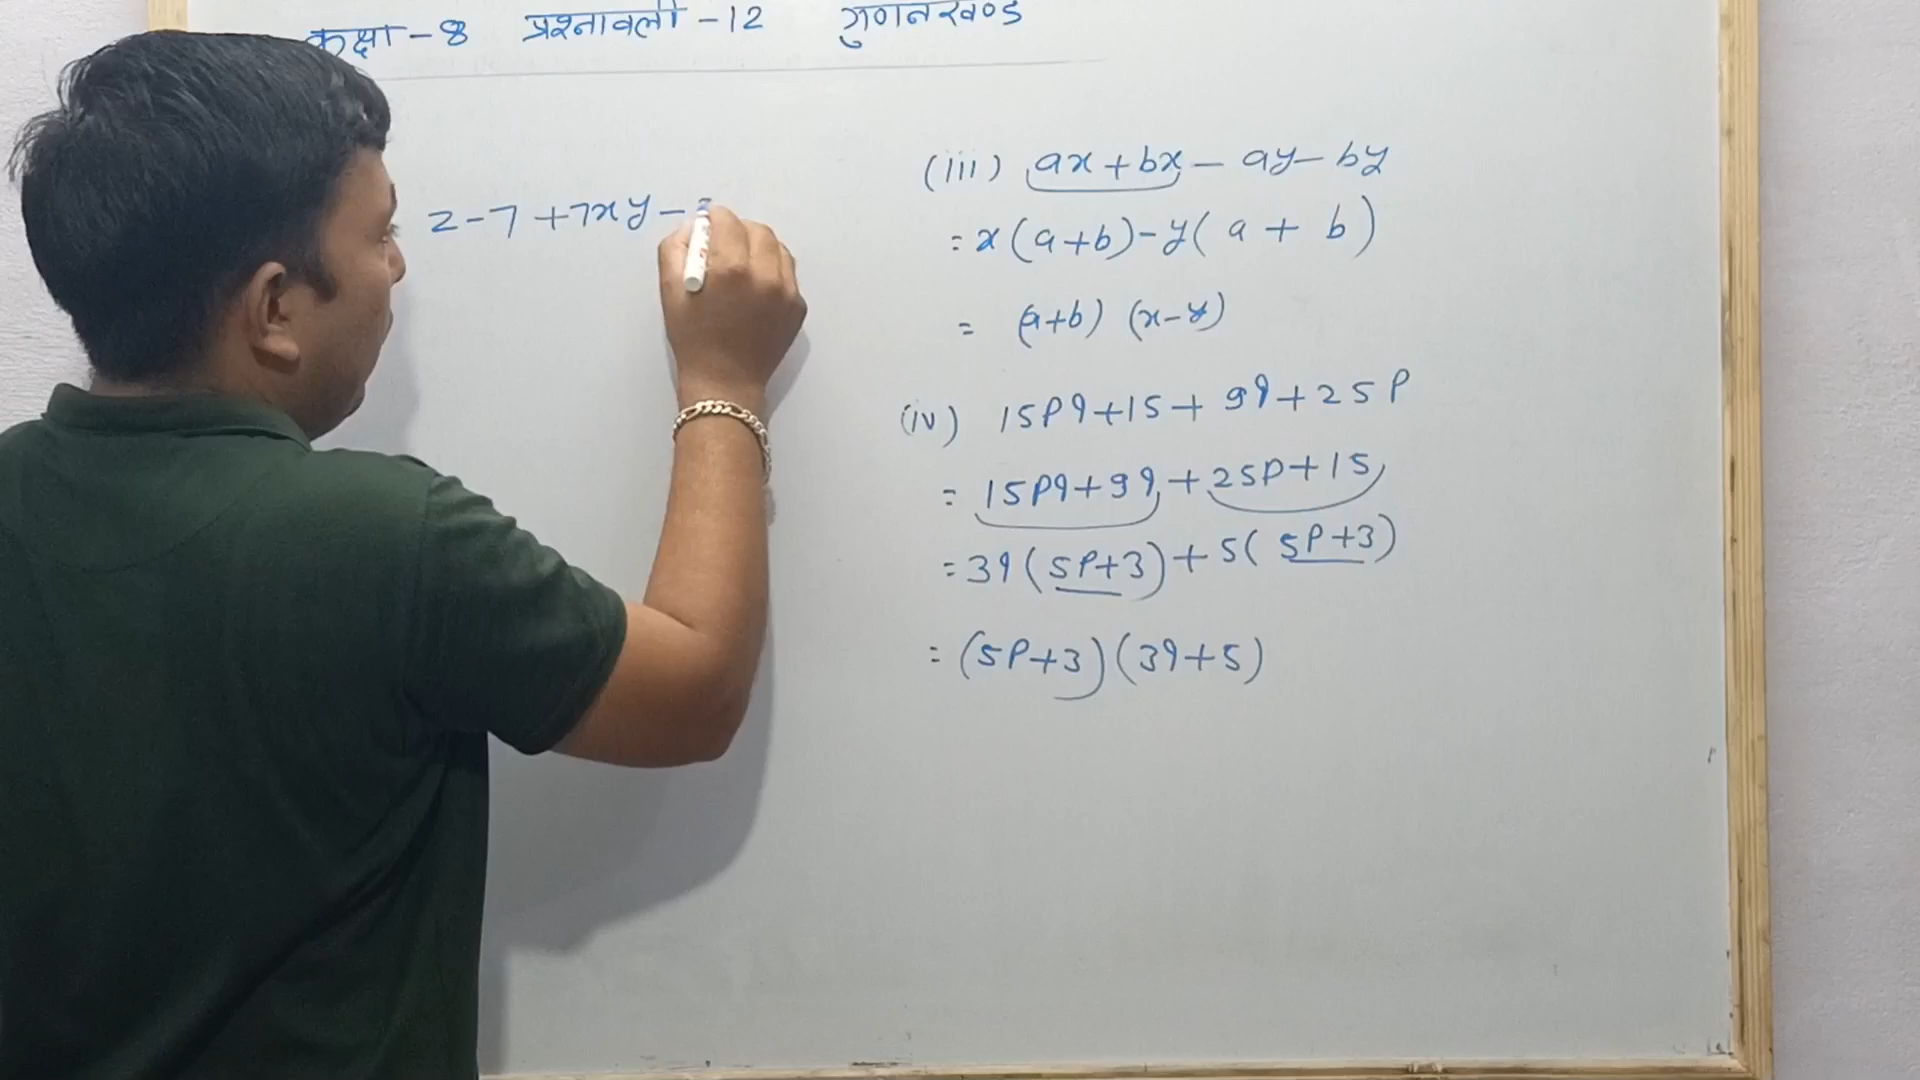 कक्षा - 8 प्रश्नावली - 12 गुणनखण्ड
z - 7 + 7xy -
(iii) ax + bx - ay - by
= x(a+b) - y(a + b)
= (a+b) (x-y)
(iv) 15pq + 15 + 9q + 25p
= 15pq + 9q + 25p + 15
= 3q(5p+3) + 5(5p+3)
= (5p+3)(3q+5)